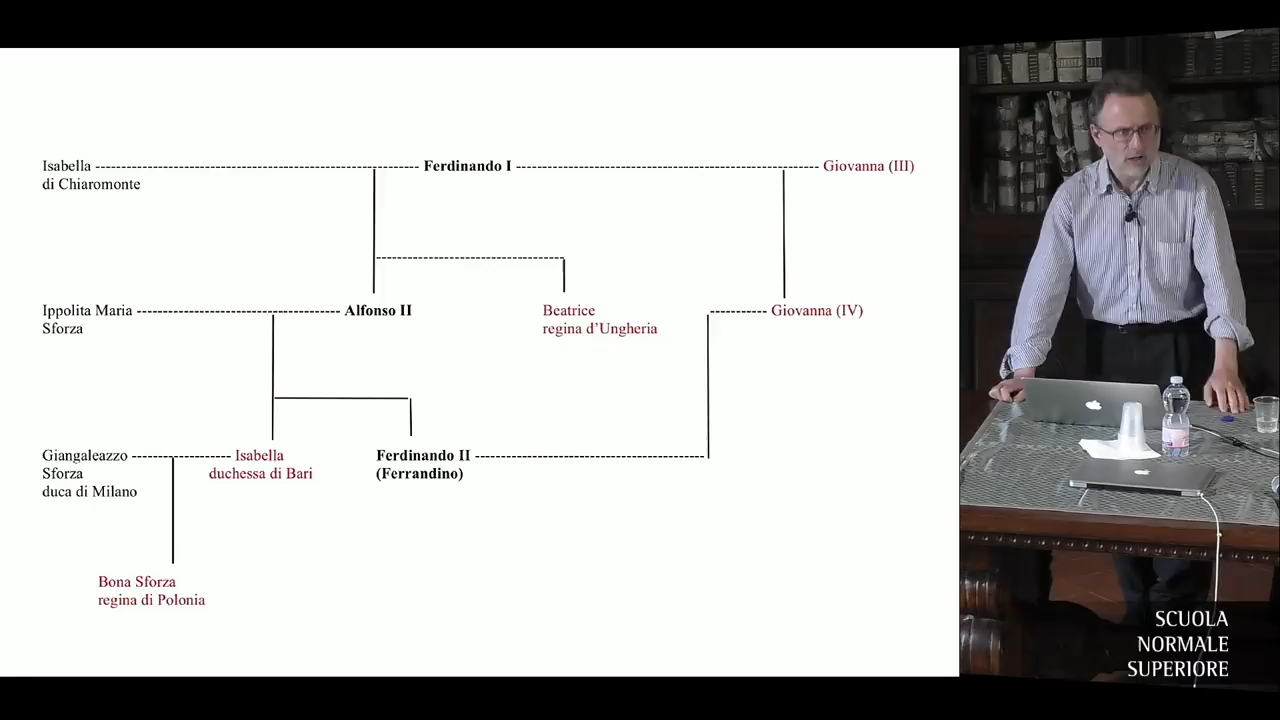 Isabella
di Chiaromonte
Ferdinando I
Giovanna (III)
Ippolita Maria
Sforza
Alfonso II
Beatrice
regina d'Ungheria
Giovanna (IV)
Giangaleazzo
Sforza
duca di Milano
Isabella
duchessa di Bari
Ferdinando II
(Ferrandino)
Bona Sforza
regina di Polonia
SCUOLA
NORMALE
SUPERIORE